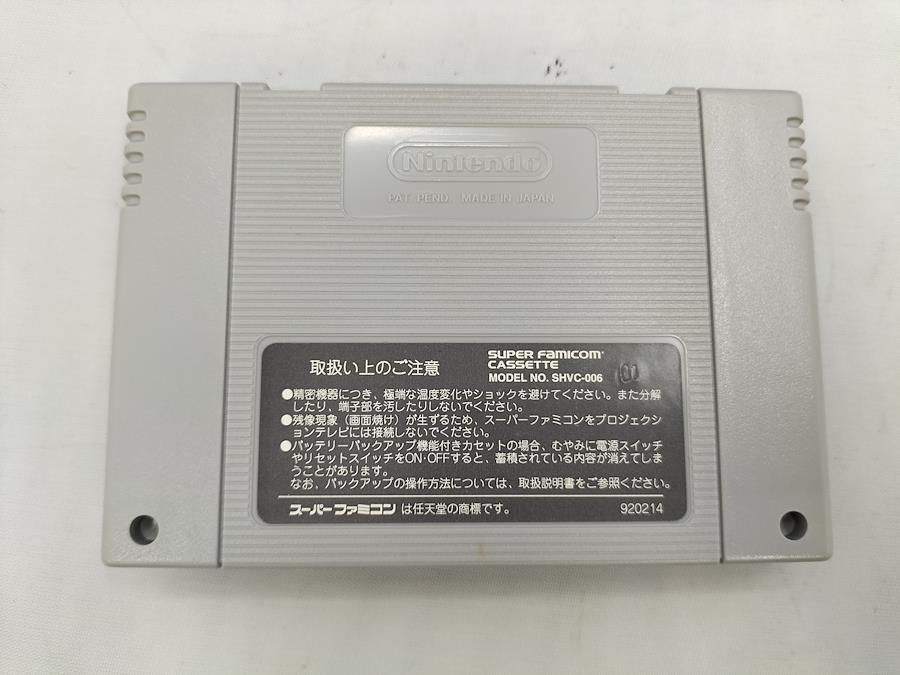 Nintendo
PAT. PEND. MADE IN JAPAN
取扱い上のご注意
SUPER FAMICOM
CASSETTE
MODEL NO. SHVC-006
●精密機器につき、極端な温度変化やショックを避けてください。また分解
したり、端子部を汚したりしないでください。
●残像現象（画面焼け）が生ずるため、スーパーファミコンをプロジェクシ
ョンテレビには接続しないでください。
●バッテリーバックアップ機能付きカセットの場合、むやみに電源スイッチ
やリセットスイッチをON・OFFすると、蓄積されている内容が消えてしま
うことがあります。
なお、バックアップの操作方法については、取扱説明書をご参照ください。
スーパーファミコン は任天堂の商標です。
920214